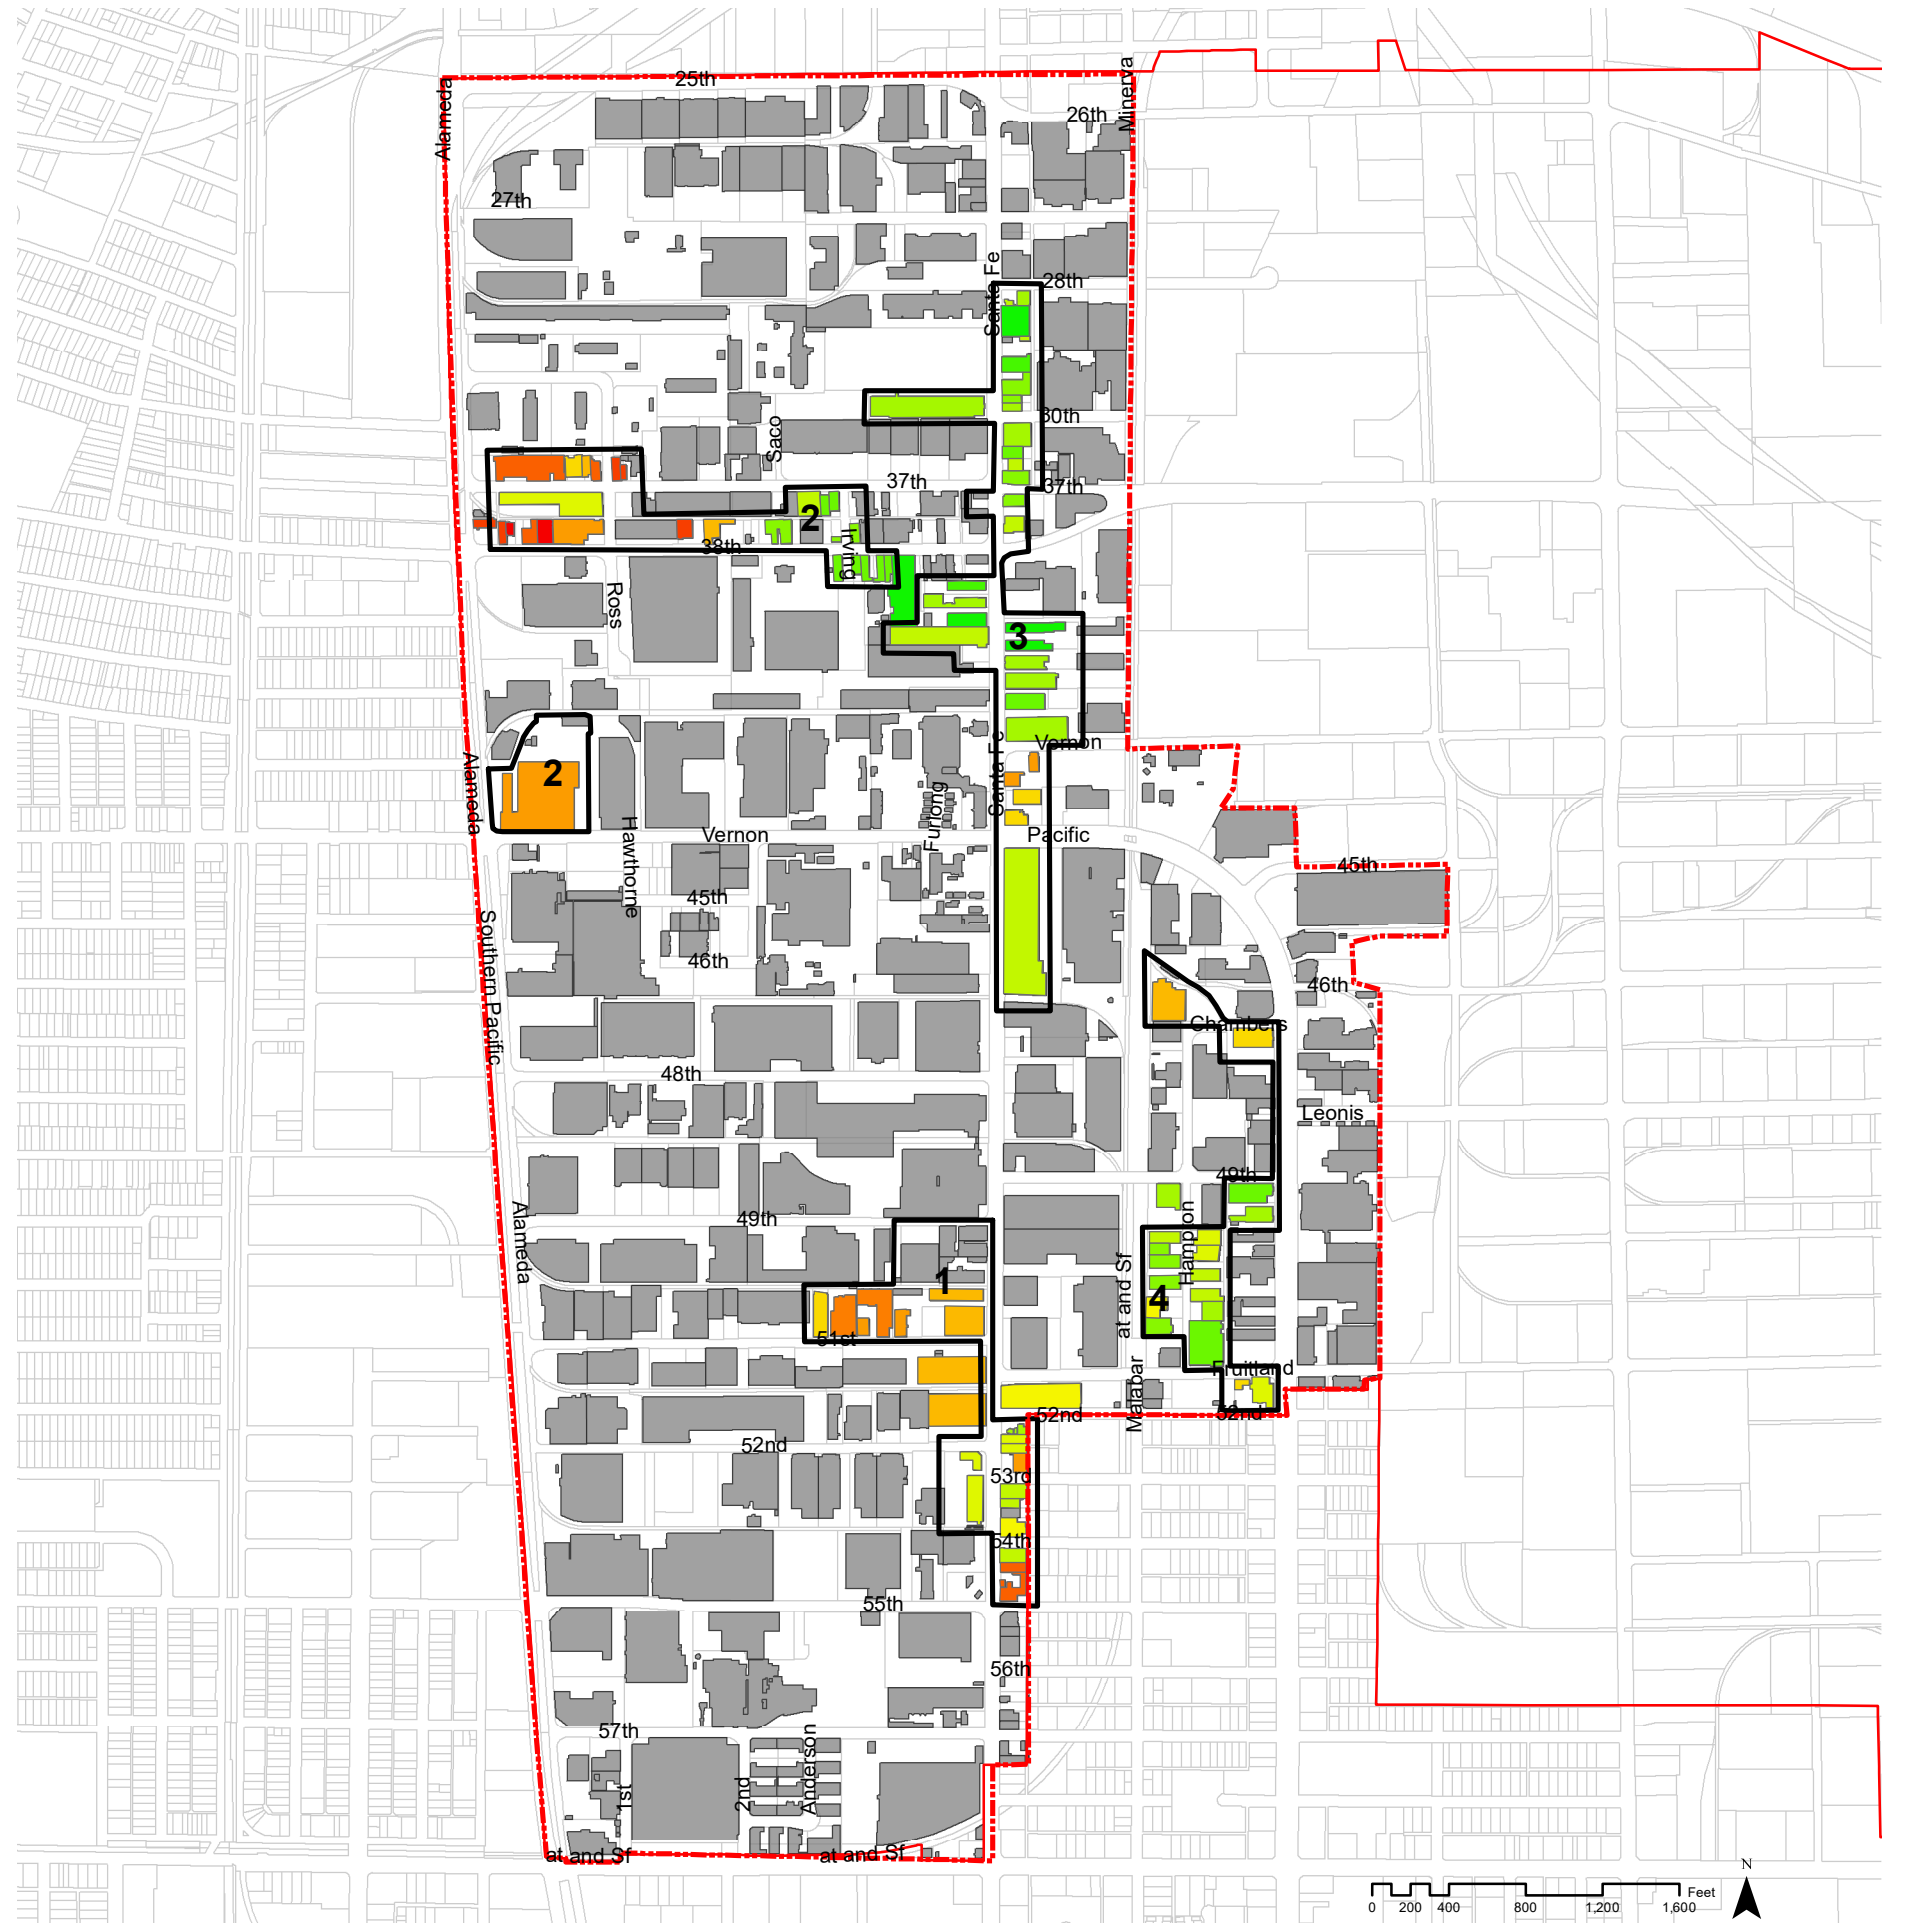 25th
Alameda
Minerva
26th
27th
Santa Fe
28th
30th
Saco
37th
37th
2
38th
Irving
Ross
3
Vernon
Santa Fe
2
Alameda
Hawthorne
Vernon
Furlong
Pacific
45th
45th
46th
46th
Southern Pacific
Chambers
48th
Leonis
49th
Alameda
49th
Hampton
1
at and Sf
4
51st
Fruitland
Malabar
52nd
52nd
52nd
53rd
54th
55th
56th
57th
1st
2nd
Anderson
at and Sf
at and Sf
N
Feet
0 200 400 800 1,200 1,600